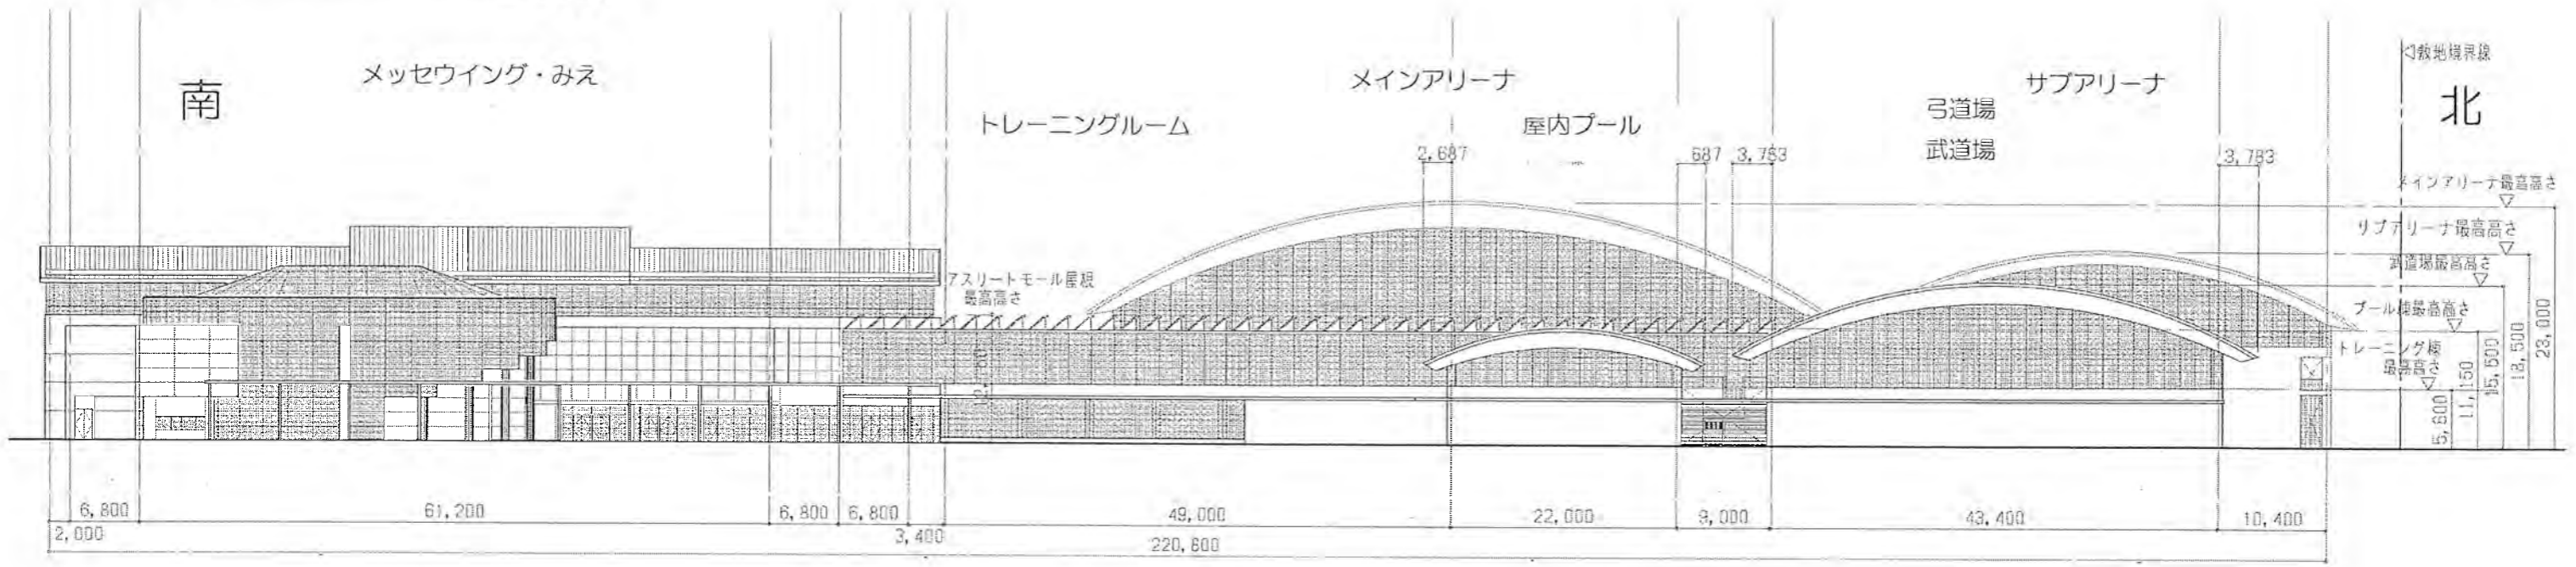 南
メッセウイング・みえ
トレーニングルーム
メインアリーナ
屋内プール
弓道場
武道場
サブアリーナ
敷地境界線
北
2,687
687
3,783
3,783
メインアリーナ最高高さ
サブアリーナ最高高さ
武道場最高高さ
プール棟最高高さ
トレーニング棟
最高高さ
アスリートモール屋根
最高高さ
11,150
15,500
18,500
23,000
6,800
61,200
6,800
6,800
49,000
22,000
9,000
43,400
10,400
2,000
3,400